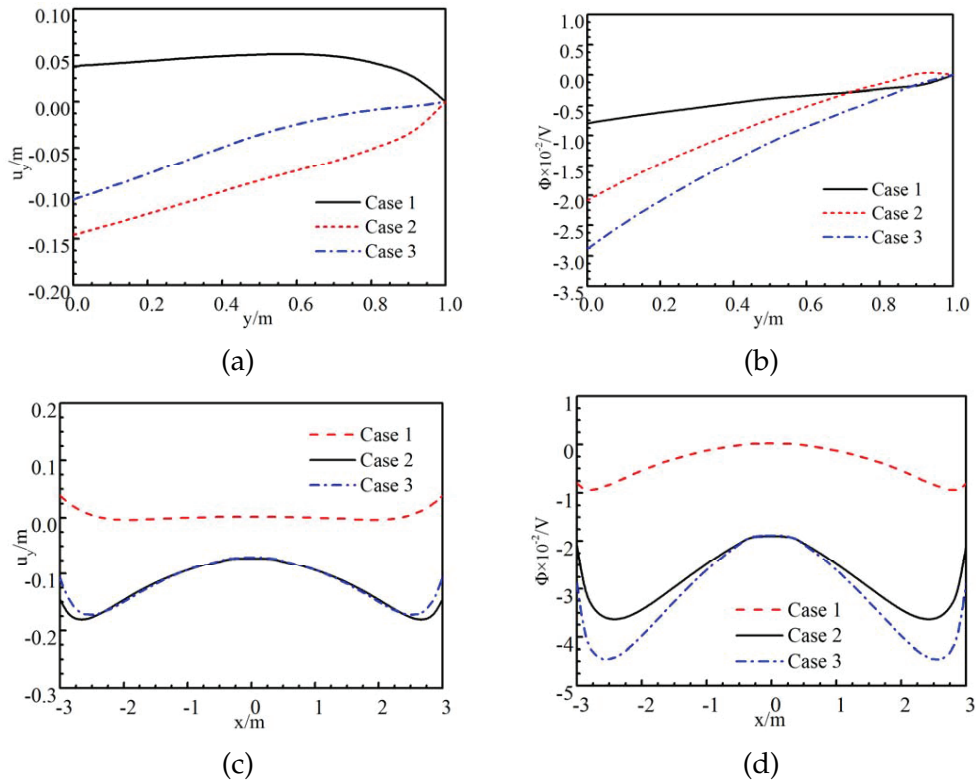 0.10
0.05
0.00
-0.05
-0.10
-0.15
-0.20
u_y/m
0.0 0.2 0.4 0.6 0.8 1.0
y/m
Case 1
Case 2
Case 3
(a)
1.0
0.5
0.0
-0.5
-1.0
-1.5
-2.0
-2.5
-3.0
-3.5
Φ×10⁻²/V
0.0 0.2 0.4 0.6 0.8 1.0
y/m
Case 1
Case 2
Case 3
(b)
0.2
0.1
0.0
-0.1
-0.2
-0.3
u_y/m
-3 -2 -1 0 1 2 3
x/m
Case 1
Case 2
Case 3
(c)
1
0
-1
-2
-3
-4
-5
Φ×10⁻²/V
-3 -2 -1 0 1 2 3
x/m
Case 1
Case 2
Case 3
(d)